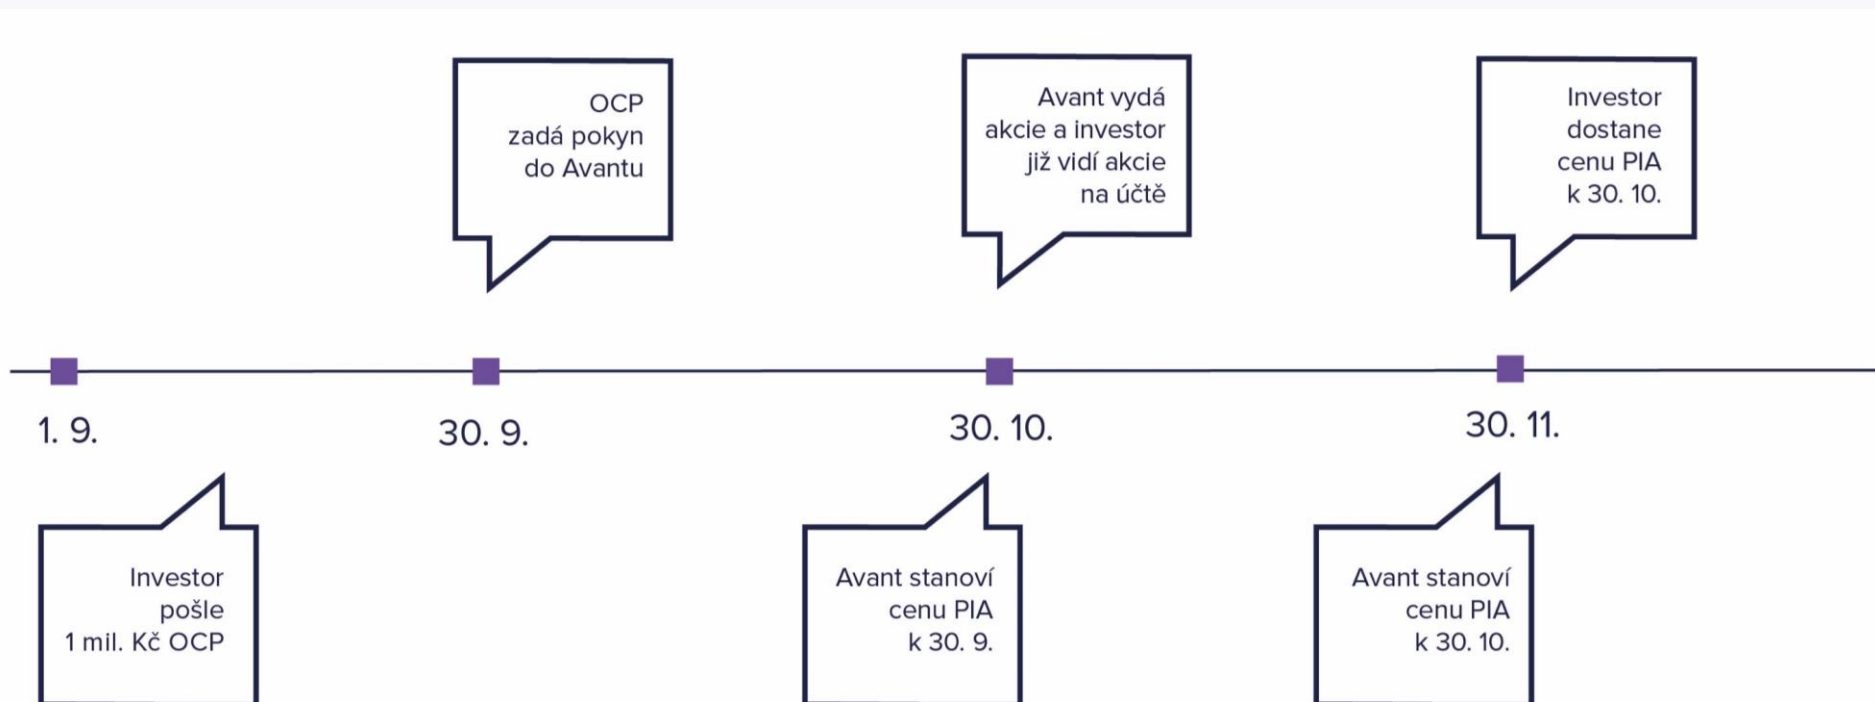 OCP
zadá pokyn
do Avantu
Avant vydá
akcie a investor
již vidí akcie
na účtě
Investor
dostane
cenu PIA
k 30. 10.
1. 9.
30. 9.
30. 10.
30. 11.
Investor
pošle
1 mil. Kč OCP
Avant stanoví
cenu PIA
k 30. 9.
Avant stanoví
cenu PIA
k 30. 10.